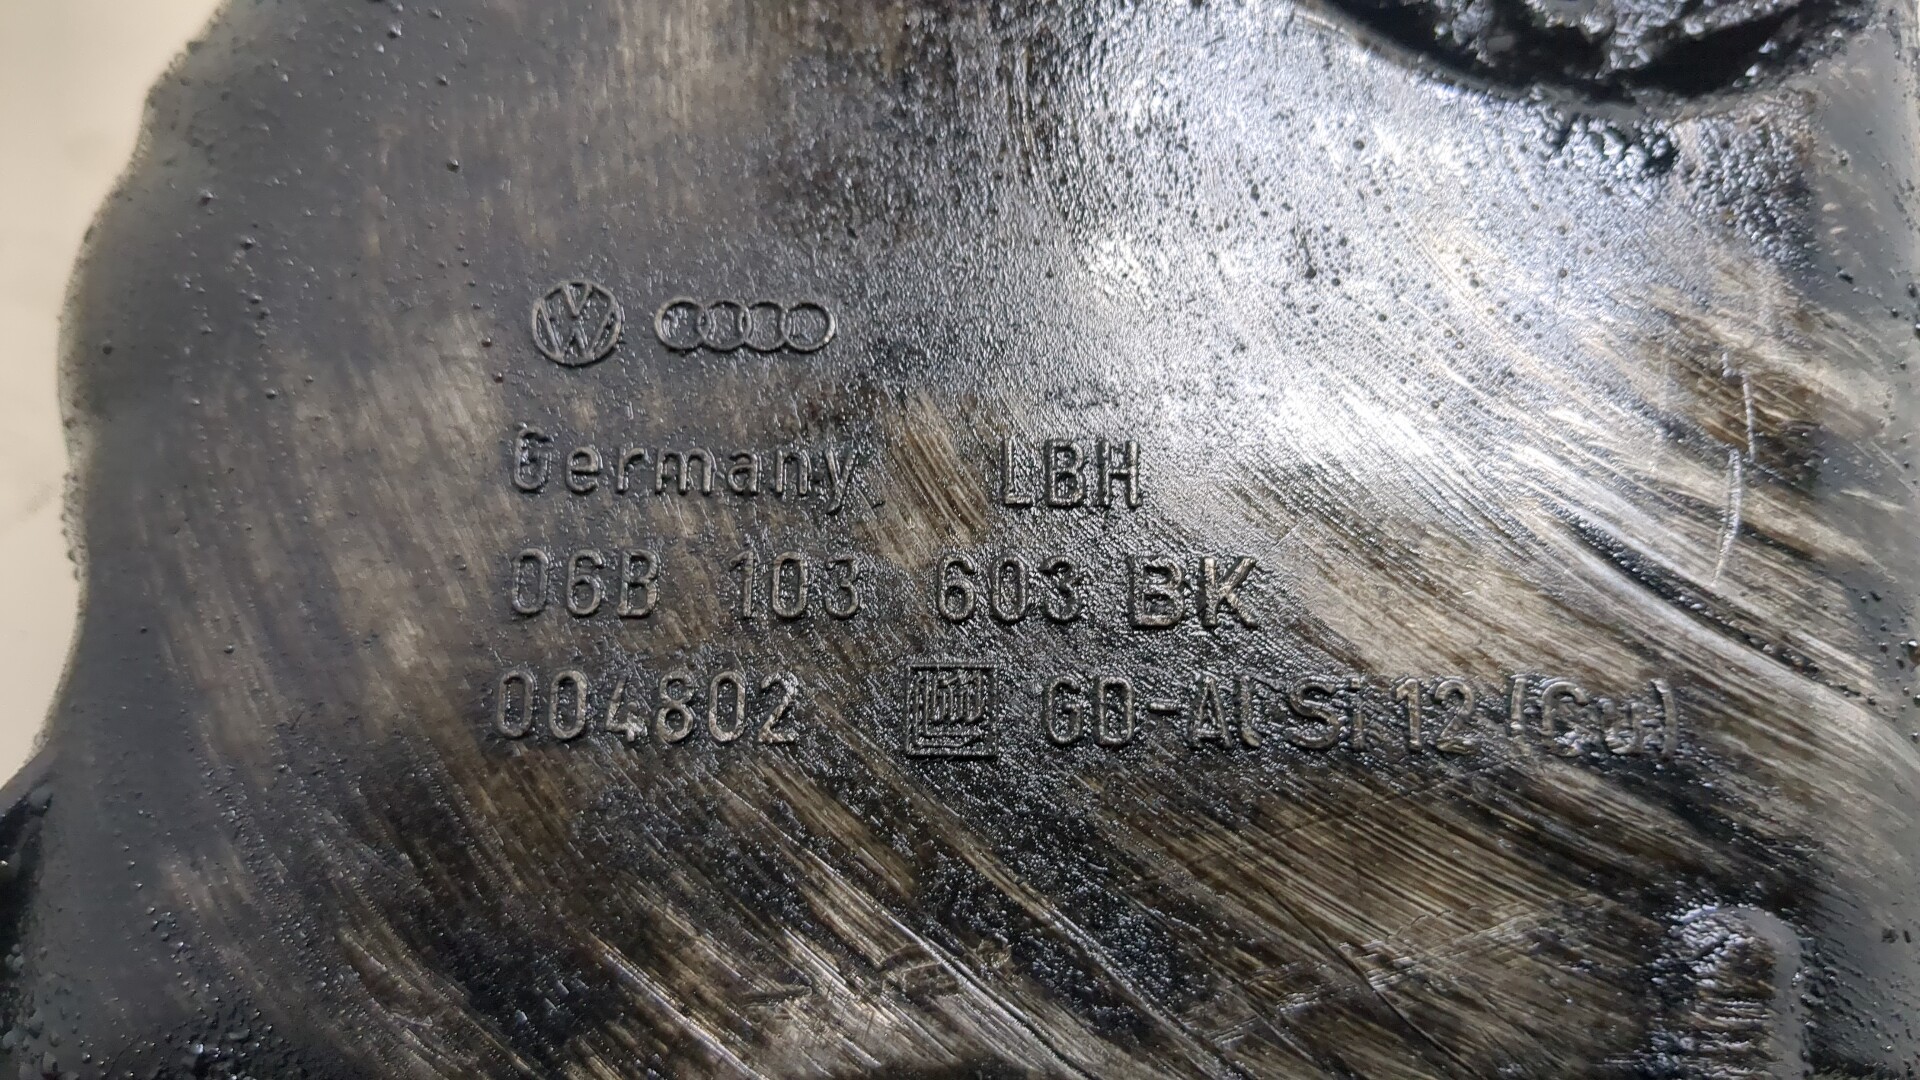 Germany LBH
06B 103 603 BK
004802 GD-AlSi12(Cu)